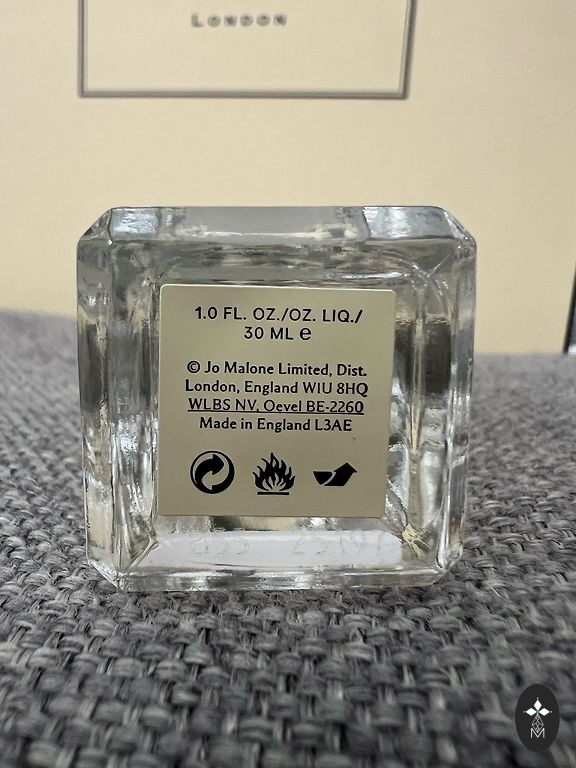 LONDON
1.0 FL. OZ./OZ. LIQ./
30 ML ℮
© Jo Malone Limited, Dist.
London, England W1U 8HQ
WLBS NV, Oevel BE-2260
Made in England L3AE
M